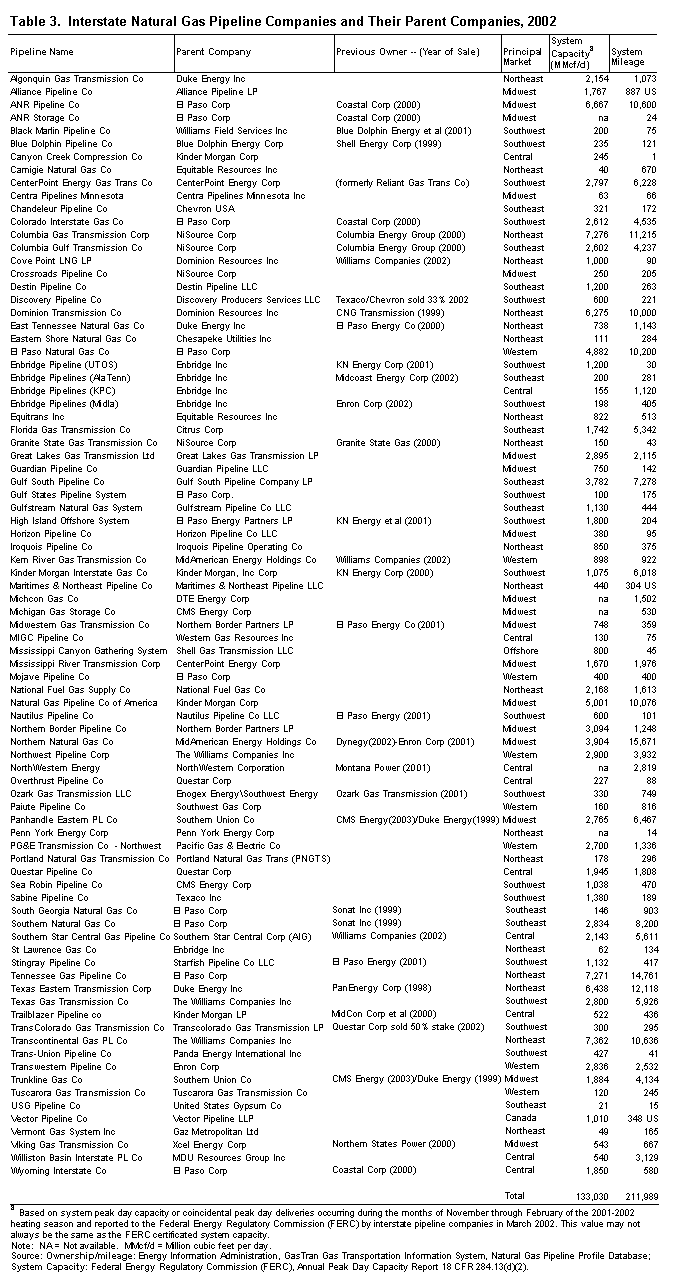 Table 3. Interstate Natural Gas Pipeline Companies and Their Parent Companies, 2002
Pipeline Name Parent Company Previous Owner -- (Year of Sale) Principal Market System Capacity³ (MMcf/d) System Mileage
Algonquin Gas Transmission Co Duke Energy Inc Northeast 2,154 1,073
Alliance Pipeline Co Alliance Pipeline LP Midwest 1,767 887 US
ANR Pipeline Co El Paso Corp Coastal Corp (2000) Midwest 6,667 10,600
ANR Storage Co El Paso Corp Coastal Corp (2000) Midwest na 24
Black Marlin Pipeline Co Williams Field Services Inc Blue Dolphin Energy et al (2001) Southwest 200 75
Blue Dolphin Pipeline Co Blue Dolphin Energy Corp Shell Energy Corp (1999) Southwest 235 121
Canyon Creek Compression Co Kinder Morgan Corp Central 245 1
Carnigie Natural Gas Co Equitable Resources Inc Northeast 40 670
CenterPoint Energy Gas Trans Co CenterPoint Energy Corp (formerly Reliant Gas Trans Co) Southwest 2,797 6,228
Centra Pipelines Minnesota Centra Pipelines Minnesota Inc Midwest 63 66
Chandeleur Pipeline Co Chevron USA Southeast 321 172
Colorado Interstate Gas Co El Paso Corp Coastal Corp (2000) Southwest 2,612 4,535
Columbia Gas Transmission Corp NiSource Corp Columbia Energy Group (2000) Northeast 7,276 11,215
Columbia Gulf Transmission Co NiSource Corp Columbia Energy Group (2000) Southeast 2,602 4,237
Cove Point LNG LP Dominion Resources Inc Williams Companies (2002) Northeast 1,000 90
Crossroads Pipeline Co NiSource Corp Midwest 250 205
Destin Pipeline Co Destin Pipeline LLC Southeast 1,200 263
Discovery Pipeline Co Discovery Producers Services LLC Texaco/Chevron sold 33% 2002 Southwest 600 221
Dominion Transmission Co Dominion Resources Inc CNG Transmission (1999) Northeast 6,275 10,000
East Tennessee Natural Gas Co Duke Energy Inc El Paso Energy Co (2000) Northeast 738 1,143
Eastern Shore Natural Gas Co Chesapeke Utilities Inc Northeast 111 284
El Paso Natural Gas Co El Paso Corp Western 4,882 10,200
Enbridge Pipeline (UTOS) Enbridge Inc KN Energy Corp (2001) Southwest 1,200 30
Enbridge Pipelines (AlaTenn) Enbridge Inc Midcoast Energy Corp (2002) Southeast 200 281
Enbridge Pipelines (KPC) Enbridge Inc Central 155 1,120
Enbridge Pipelines (Midla) Enbridge Inc Enron Corp (2002) Southwest 198 405
Equitrans Inc Equitable Resources Inc Northeast 822 513
Florida Gas Transmission Co Citrus Corp Southeast 1,742 5,342
Granite State Gas Transmission Co NiSource Corp Granite State Gas (2000) Northeast 150 43
Great Lakes Gas Transmission Ltd Great Lakes Gas Transmission LP Midwest 2,895 2,115
Guardian Pipeline Co Guardian Pipeline LLC Midwest 750 142
Gulf South Pipeline Co Gulf South Pipeline Company LP Southeast 3,782 7,278
Gulf States Pipeline System El Paso Corp. Southwest 100 175
Gulfstream Natural Gas System Gulfstream Pipeline Co LLC Southeast 1,130 444
High Island Offshore System El Paso Energy Partners LP KN Energy et al (2001) Southwest 1,800 204
Horizon Pipeline Co Horizon Pipeline Co LLC Midwest 380 95
Iroquois Pipeline Co Iroquois Pipeline Operating Co Northeast 850 375
Kern River Gas Transmission Co MidAmerican Energy Holdings Co Williams Companies (2002) Western 898 922
Kinder Morgan Interstate Gas Co Kinder Morgan, Inc Corp KN Energy Corp (2000) Southwest 1,075 6,018
Maritimes & Northeast Pipeline Co Maritimes & Northeast Pipeline LLC Northeast 440 304 US
Michcon Gas Co DTE Energy Corp Midwest na 1,502
Michigan Gas Storage Co CMS Energy Corp Midwest na 530
Midwestern Gas Transmission Co Northern Border Partners LP El Paso Energy Co (2001) Midwest 748 359
MIGC Pipeline Co Western Gas Resources Inc Central 130 75
Mississippi Canyon Gathering System Shell Gas Transmission LLC Offshore 800 45
Mississippi River Transmission Corp CenterPoint Energy Corp Midwest 1,670 1,976
Mojave Pipeline Co El Paso Corp Western 400 400
National Fuel Gas Supply Co National Fuel Gas Co Northeast 2,168 1,613
Natural Gas Pipeline Co of America Kinder Morgan Corp Midwest 5,001 10,076
Nautilus Pipeline Co Nautilus Pipeline Co LLC El Paso Energy (2001) Southwest 600 101
Northern Border Pipeline Co Northern Border Partners LP Midwest 3,094 1,248
Northern Natural Gas Co MidAmerican Energy Holdings Co Dynegy(2002)-Enron Corp (2001) Midwest 3,904 15,671
Northwest Pipeline Corp The Williams Companies Inc Western 2,900 3,932
NorthWestern Energy NorthWestern Corporation Montana Power (2001) Central na 2,819
Overthrust Pipeline Co Questar Corp Central 227 88
Ozark Gas Transmission LLC Enogex Energy\Southwest Energy Ozark Gas Transmission (2001) Southwest 330 749
Paiute Pipeline Co Southwest Gas Corp Western 160 816
Panhandle Eastern PL Co Southern Union Co CMS Energy(2003)/Duke Energy(1999) Midwest 2,765 6,467
Penn York Energy Corp Penn York Energy Corp Northeast na 14
PG&E Transmission Co - Northwest Pacific Gas & Electric Co Western 2,700 1,336
Portland Natural Gas Transmission Co Portland Natural Gas Trans (PNGTS) Northeast 178 296
Questar Pipeline Co Questar Corp Central 1,945 1,808
Sea Robin Pipeline Co CMS Energy Corp Southwest 1,038 470
Sabine Pipeline Co Texaco Inc Southwest 1,380 189
South Georgia Natural Gas Co El Paso Corp Sonat Inc (1999) Southeast 146 903
Southern Natural Gas Co El Paso Corp Sonat Inc (1999) Southeast 2,834 8,200
Southern Star Central Gas Pipeline Co Southern Star Central Corp (AIG) Williams Companies (2002) Central 2,143 5,611
St Lawrence Gas Co Enbridge Inc Northeast 62 134
Stingray Pipeline Co Starfish Pipeline Co LLC El Paso Energy (2001) Southwest 1,132 417
Tennessee Gas Pipeline Co El Paso Corp Northeast 7,271 14,761
Texas Eastern Transmission Corp Duke Energy Inc PanEnergy Corp (1998) Northeast 6,438 12,118
Texas Gas Transmission Co The Williams Companies Inc Southwest 2,800 5,926
Trailblazer Pipeline co Kinder Morgan LP MidCon Corp et al (2000) Central 522 436
TransColorado Gas Transmission Co Transcolorado Gas Transmission LP Questar Corp sold 50% stake (2002) Southwest 300 295
Transcontinental Gas PL Co The Williams Companies Inc Northeast 7,362 10,636
Trans-Union Pipeline Co Panda Energy International Inc Southwest 427 41
Transwestern Pipeline Co Enron Corp Western 2,836 2,532
Trunkline Gas Co Southern Union Co CMS Energy (2003)/Duke Energy (1999) Midwest 1,884 4,134
Tuscarora Gas Transmission Co Tuscarora Gas Transmission Co Western 120 245
USG Pipeline Co United States Gypsum Co Southeast 21 15
Vector Pipeline Co Vector Pipeline LLP Canada 1,010 348 US
Vermont Gas System Inc Gaz Metropolitan Ltd Northeast 49 165
Viking Gas Transmission Co Xcel Energy Corp Northern States Power (2000) Midwest 543 667
Williston Basin Interstate PL Co MDU Resources Group Inc Central 540 3,129
Wyoming Interstate Co El Paso Corp Coastal Corp (2000) Central 1,850 580
Total 133,030 211,989
³ Based on system peak day capacity or coincidental peak day deliveries occurring during the months of November through February of the 2001-2002
heating season and reported to the Federal Energy Regulatory Commission (FERC) by interstate pipeline companies in March 2002. This value may not
always be the same as the FERC certificated system capacity.
Note: NA = Not available. MMcf/d = Million cubic feet per day.
Source: Ownership/mileage: Energy Information Administration, GasTran Gas Transportation Information System, Natural Gas Pipeline Profile Database;
System Capacity: Federal Energy Regulatory Commission (FERC), Annual Peak Day Capacity Report 18 CFR 284.13(d)(2).